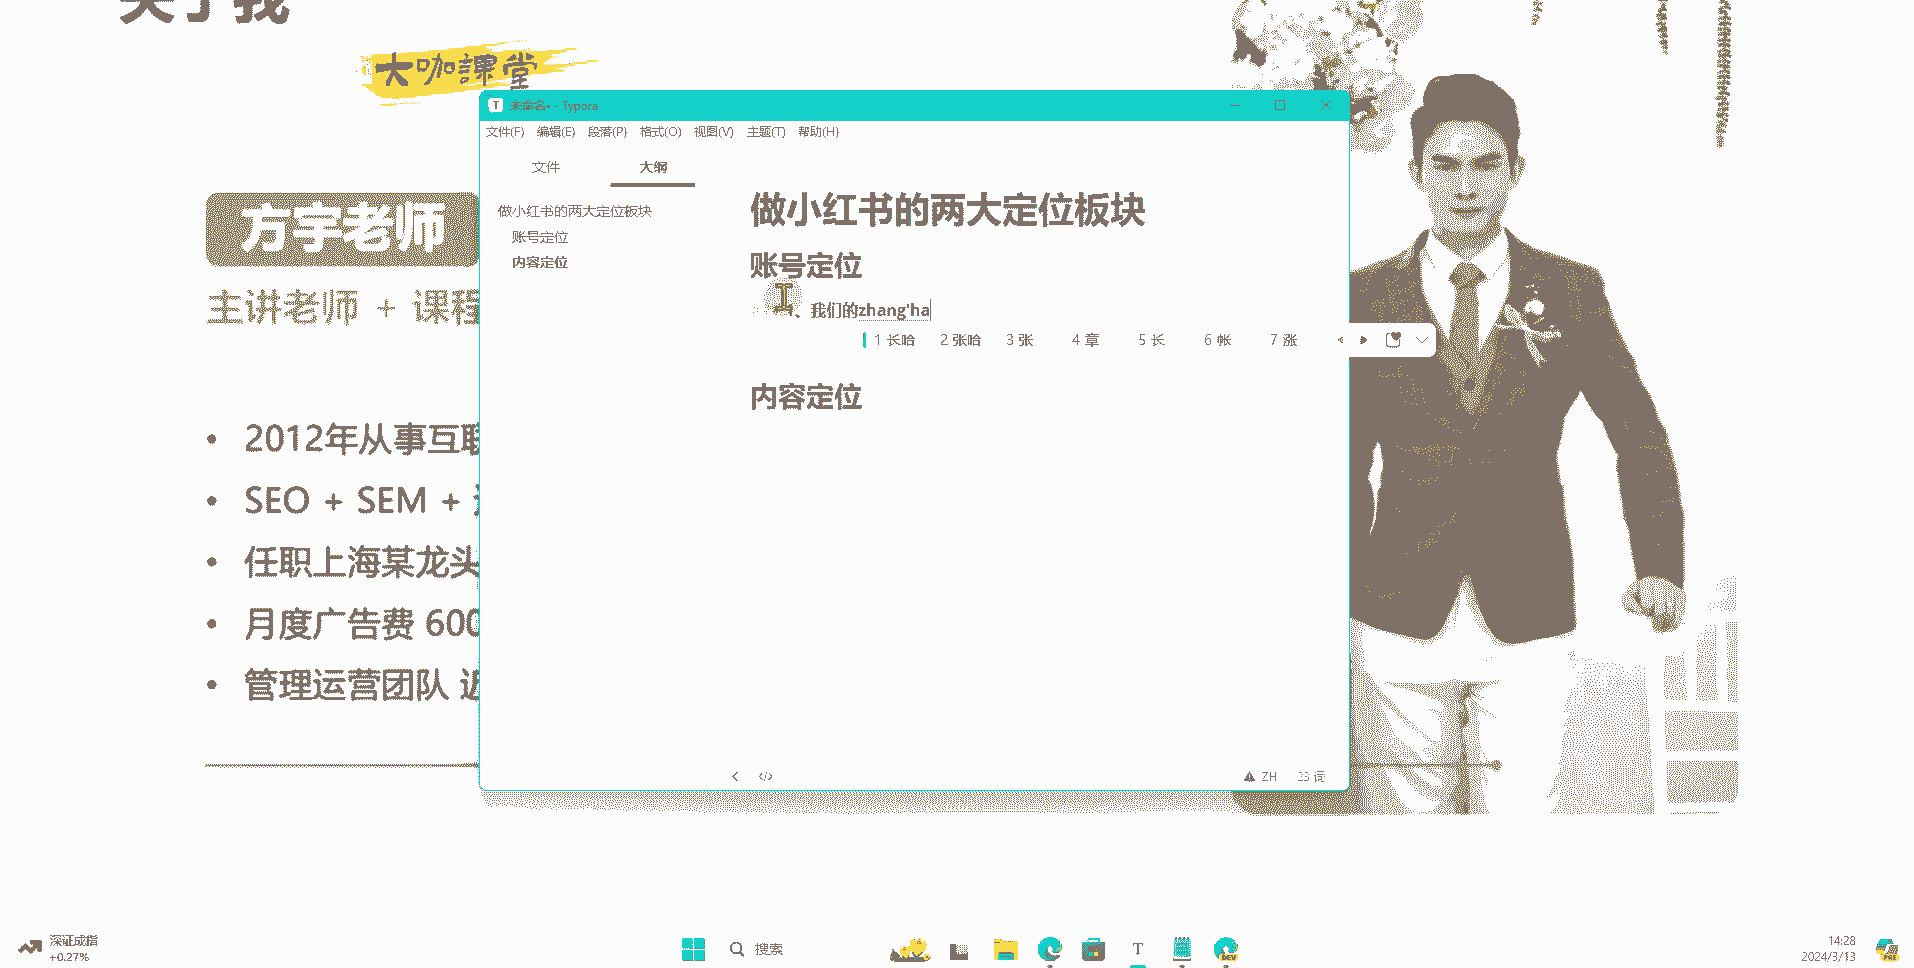 关于我
大咖課堂
未命名• - Typora
文件(F) 编辑(E) 段落(P) 格式(O) 视图(V) 主题(T) 帮助(H)
文件 大纲
做小红书的两大定位板块
账号定位
内容定位
做小红书的两大定位板块
账号定位
、我们的zhang'ha
1 长哈 2 张哈 3 张 4 章 5 长 6 帐 7 涨
内容定位
ZH 23 词
方宇老师
主讲老师 + 课程
• 2012年从事互联
• SEO + SEM +
• 任职上海某龙头
• 月度广告费 600
• 管理运营团队 近
深证成指
+0.27%
搜索
T
DEV
14:28
2024/3/13
PRE